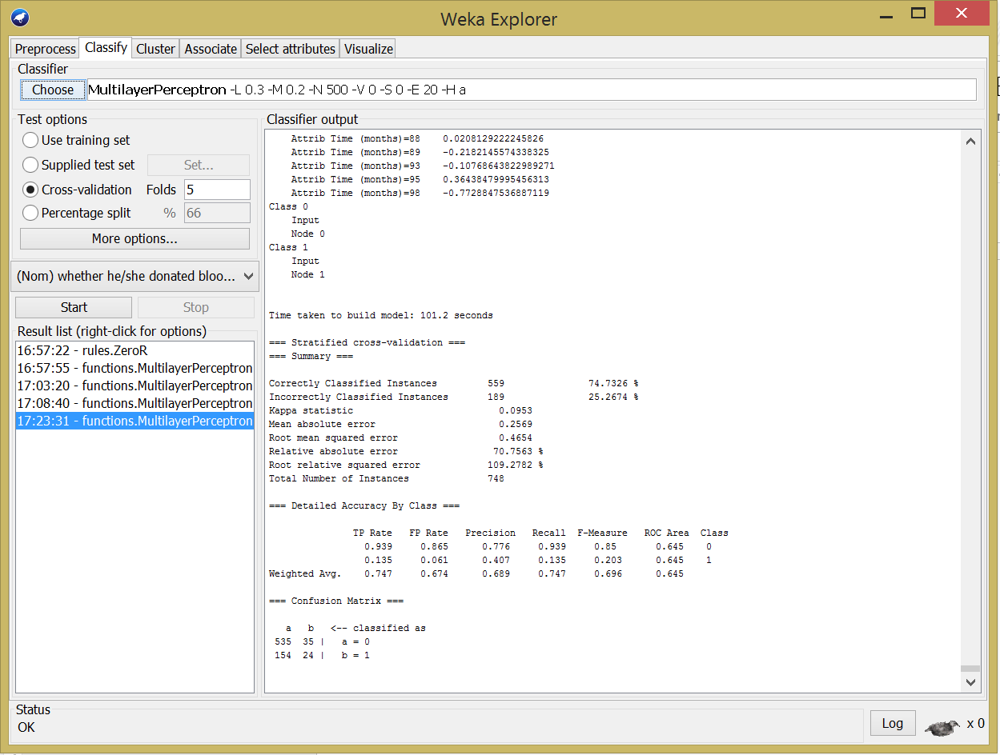 Weka Explorer
Preprocess Classify Cluster Associate Select attributes Visualize
Classifier
Choose MultilayerPerceptron -L 0.3 -M 0.2 -N 500 -V 0 -S 0 -E 20 -H a
Test options
Use training set
Supplied test set Set...
Cross-validation Folds 5
Percentage split % 66
More options...
(Nom) whether he/she donated bloo...
Start Stop
Result list (right-click for options)
16:57:22 - rules.ZeroR
16:57:55 - functions.MultilayerPerceptron
17:03:20 - functions.MultilayerPerceptron
17:08:40 - functions.MultilayerPerceptron
17:23:31 - functions.MultilayerPerceptron
Classifier output
Attrib Time (months)=88 0.0208129222245826
Attrib Time (months)=89 -0.2182145574338325
Attrib Time (months)=93 -0.10768643822989271
Attrib Time (months)=95 0.36438479995456313
Attrib Time (months)=98 -0.7728847536887119
Class 0
Input
Node 0
Class 1
Input
Node 1
Time taken to build model: 101.2 seconds
=== Stratified cross-validation ===
=== Summary ===
Correctly Classified Instances 559 74.7326 %
Incorrectly Classified Instances 189 25.2674 %
Kappa statistic 0.0953
Mean absolute error 0.2569
Root mean squared error 0.4654
Relative absolute error 70.7563 %
Root relative squared error 109.2782 %
Total Number of Instances 748
=== Detailed Accuracy By Class ===
TP Rate FP Rate Precision Recall F-Measure ROC Area Class
0.939 0.865 0.776 0.939 0.85 0.645 0
0.135 0.061 0.407 0.135 0.203 0.645 1
Weighted Avg. 0.747 0.674 0.689 0.747 0.696 0.645
=== Confusion Matrix ===
a b <-- classified as
535 35 | a = 0
154 24 | b = 1
Status
OK
Log x 0